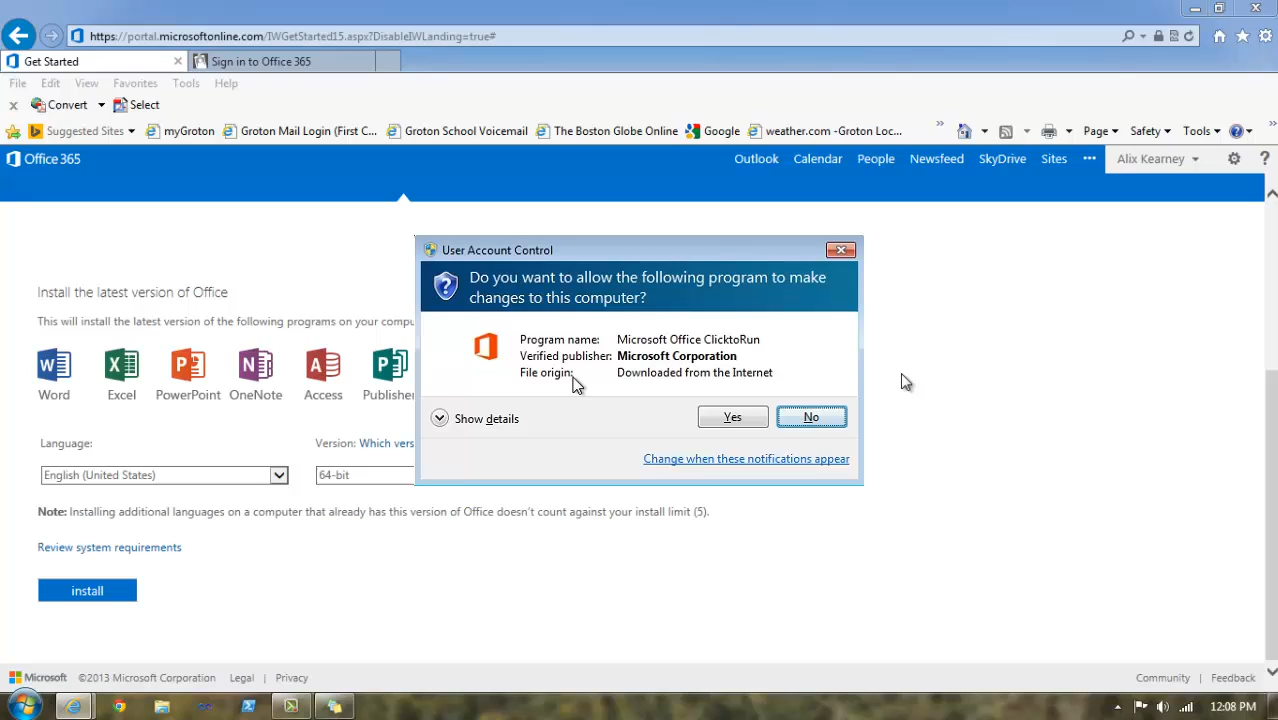 https://portal.microsoftonline.com/IWGetStarted15.aspx?DisableIWLanding=true#
Get Started
Sign in to Office 365
File Edit View Favorites Tools Help
Convert Select
Suggested Sites myGroton Groton Mail Login (First C... Groton School Voicemail The Boston Globe Online Google weather.com -Groton Loc... » Page Safety Tools »
Office 365 Outlook Calendar People Newsfeed SkyDrive Sites ••• Alix Kearney ?
User Account Control
Do you want to allow the following program to make
changes to this computer?
Program name: Microsoft Office ClicktoRun
Verified publisher: Microsoft Corporation
File origin: Downloaded from the Internet
Show details
Yes No
Change when these notifications appear
Install the latest version of Office
This will install the latest version of the following programs on your compu
Word Excel PowerPoint OneNote Access Publisher
Language: Version: Which vers
English (United States) 64-bit
Note: Installing additional languages on a computer that already has this version of Office doesn't count against your install limit (5).
Review system requirements
install
Microsoft ©2013 Microsoft Corporation Legal Privacy Community Feedback
12:08 PM